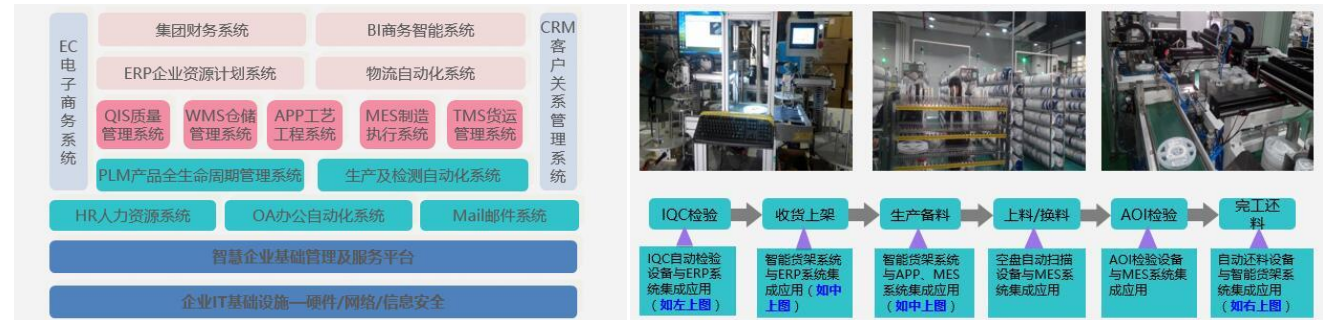 EC
电
子
商
务
系
统
集团财务系统
BI商务智能系统
ERP企业资源计划系统
物流自动化系统
QIS质量
管理系统
WMS仓储
管理系统
APP工艺
工程系统
MES制造
执行系统
TMS货运
管理系统
PLM产品全生命周期管理系统
生产及检测自动化系统
CRM
客
户
关
系
管
理
系
统
HR人力资源系统
OA办公自动化系统
Mail邮件系统
智慧企业基础管理及服务平台
企业IT基础设施—硬件/网络/信息安全
IQC检验
收货上架
生产备料
上料/换料
AOI检验
完工还
料
IQC自动检验
设备与ERP系
统集成应用
（如左上图）
智能货架系统
与ERP系统集
成应用（如中
上图）
智能货架系统
与APP、MES
系统集成应用
（如中上图）
空盘自动扫描
设备与MES系
统集成应用
AOI检验设备
与MES系统集
成应用
自动还料设备
与智能货架系
统集成应用
（如右上图）